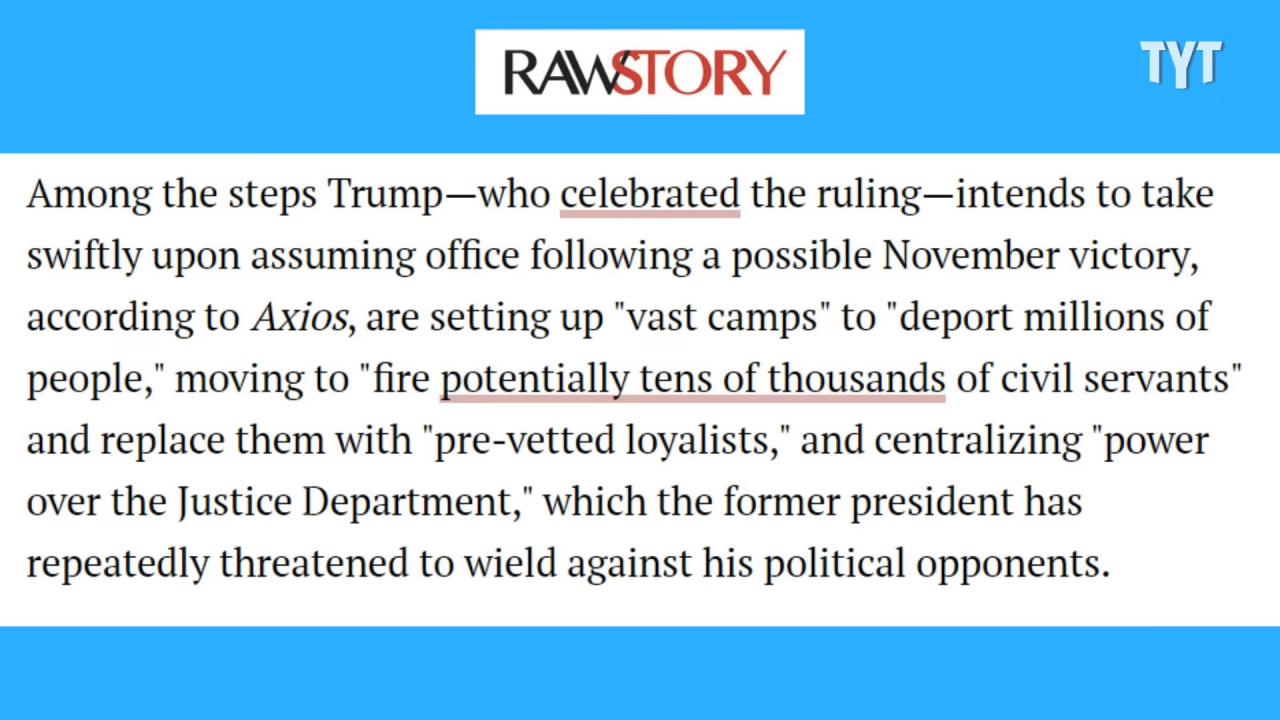 RAWSTORY
TYT
Among the steps Trump—who celebrated the ruling—intends to take
swiftly upon assuming office following a possible November victory,
according to Axios, are setting up "vast camps" to "deport millions of
people," moving to "fire potentially tens of thousands of civil servants"
and replace them with "pre-vetted loyalists," and centralizing "power
over the Justice Department," which the former president has
repeatedly threatened to wield against his political opponents.